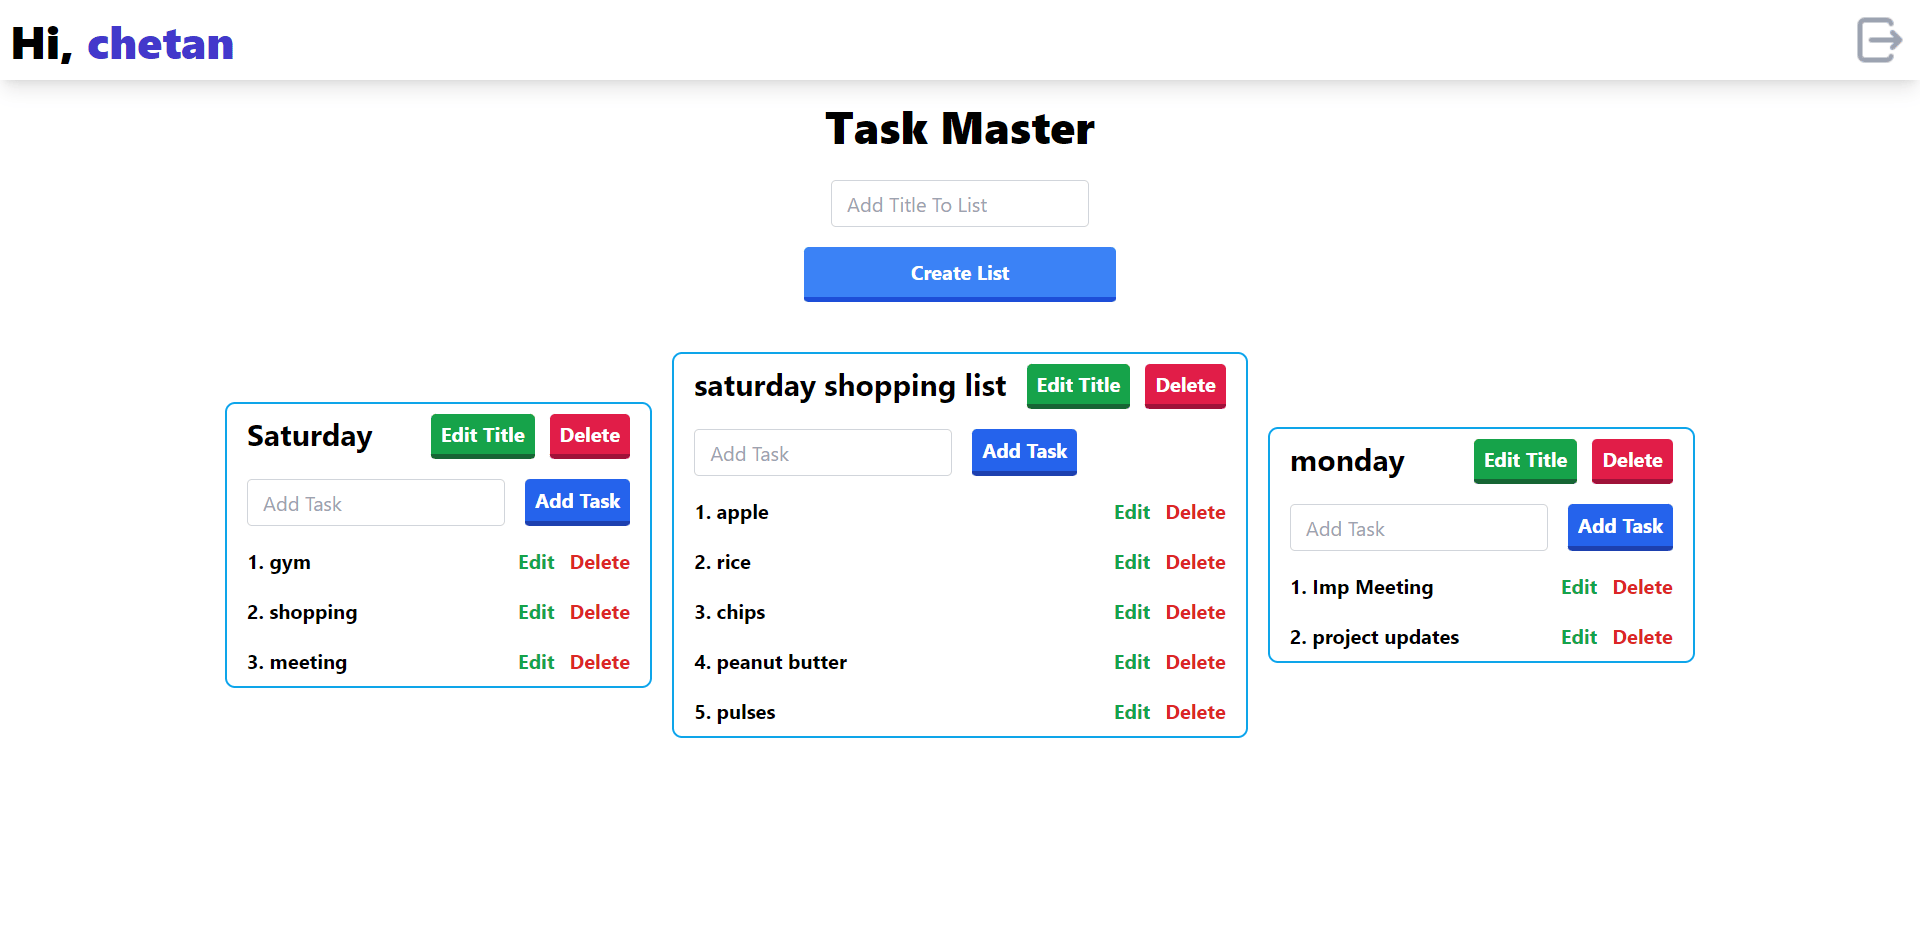 Hi, chetan
Task Master
Add Title To List
Create List
Saturday Edit Title Delete
Add Task Add Task
1. gym Edit Delete
2. shopping Edit Delete
3. meeting Edit Delete
saturday shopping list Edit Title Delete
Add Task Add Task
1. apple Edit Delete
2. rice Edit Delete
3. chips Edit Delete
4. peanut butter Edit Delete
5. pulses Edit Delete
monday Edit Title Delete
Add Task Add Task
1. Imp Meeting Edit Delete
2. project updates Edit Delete